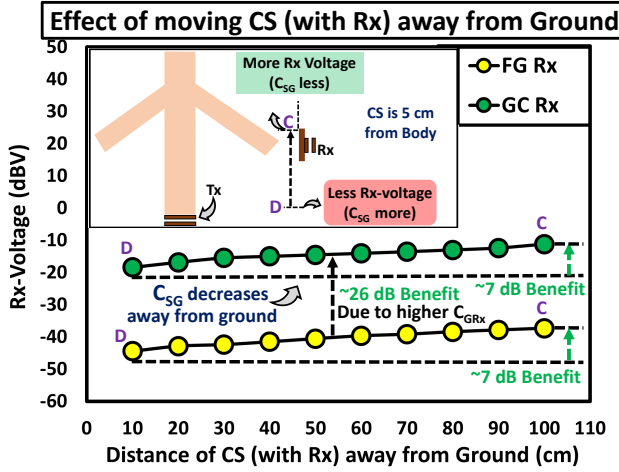 Effect of moving CS (with Rx) away from Ground
50
40
30
20
10
0
-10
-20
-30
-40
-50
-60
Rx-Voltage (dBV)
FG Rx
GC Rx
More Rx Voltage
(CSG less)
CS is 5 cm
from Body
C
Rx
Tx
D
Less Rx-voltage
(CSG more)
D
C
CSG decreases
away from ground
~26 dB Benefit
Due to higher CGRx
~7 dB Benefit
D
C
~7 dB Benefit
0 10 20 30 40 50 60 70 80 90 100 110
Distance of CS (with Rx) away from Ground (cm)